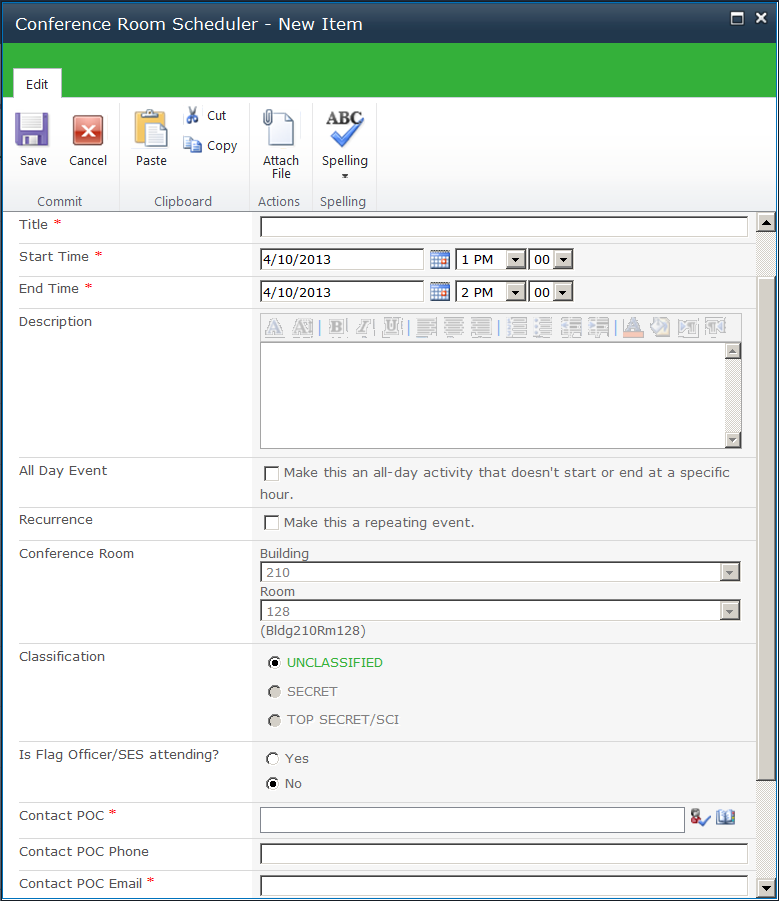 Conference Room Scheduler - New Item
Edit
Save
Cancel
Paste
Cut
Copy
Attach File
ABC
Spelling
Commit
Clipboard
Actions
Spelling
Title *
Start Time * 4/10/2013 1 PM 00
End Time * 4/10/2013 2 PM 00
Description
A A B I U A
All Day Event
Make this an all-day activity that doesn't start or end at a specific
hour.
Recurrence
Make this a repeating event.
Conference Room
Building
210
Room
128
(Bldg210Rm128)
Classification
UNCLASSIFIED
SECRET
TOP SECRET/SCI
Is Flag Officer/SES attending?
Yes
No
Contact POC *
Contact POC Phone
Contact POC Email *